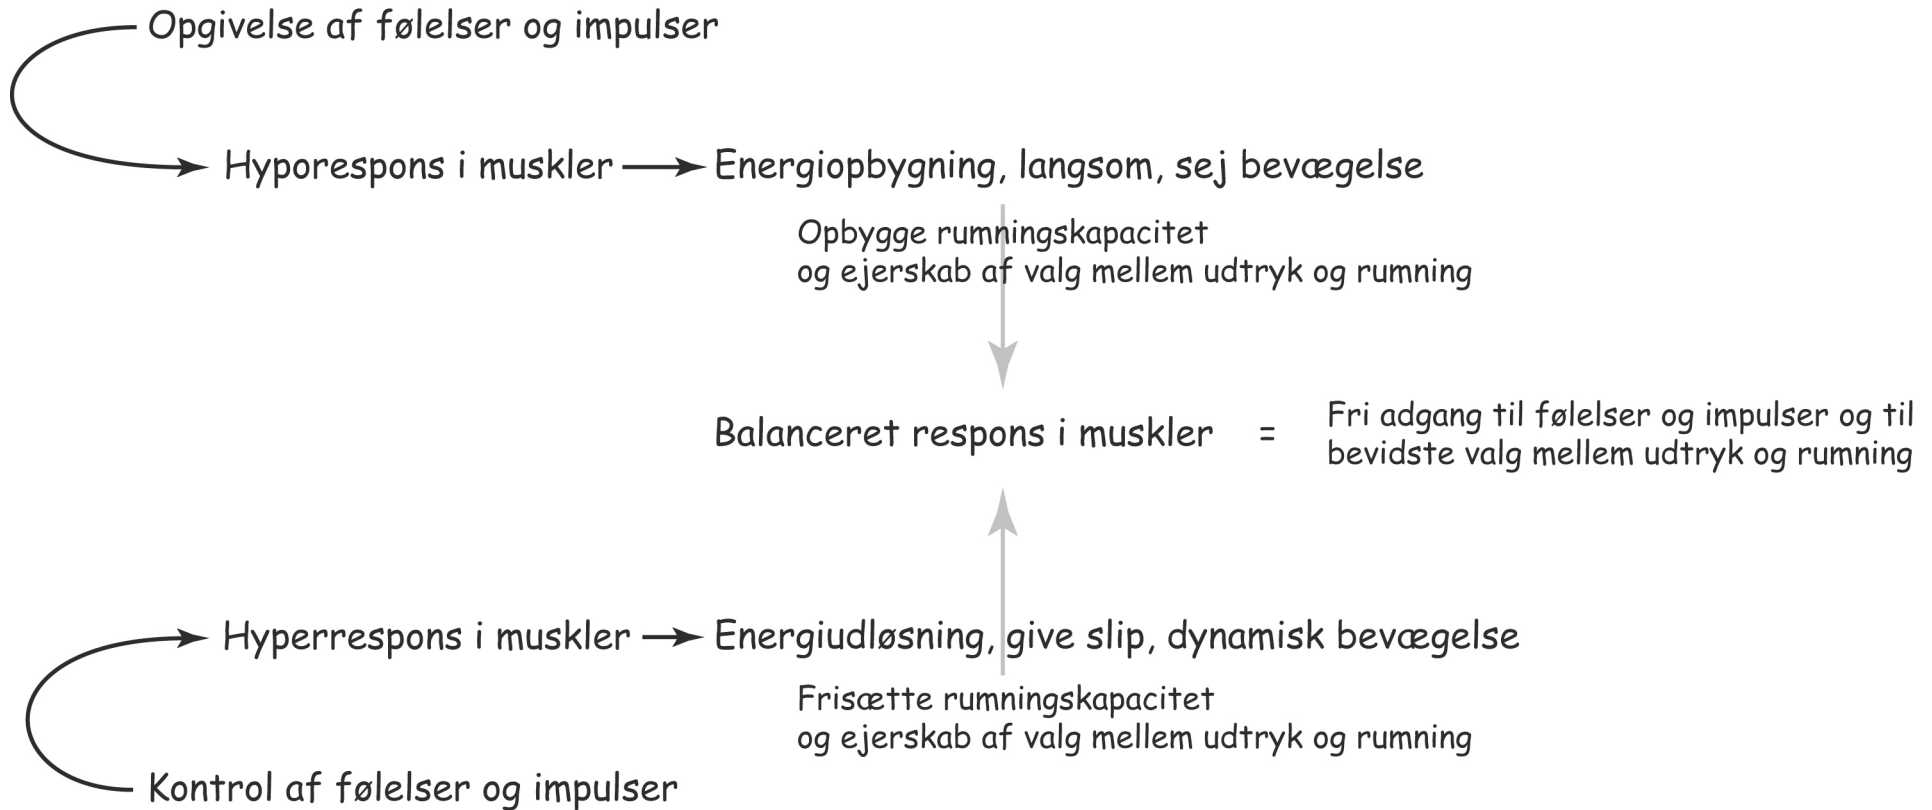 Opgivelse af følelser og impulser
Hyporespons i muskler
Energiopbygning, langsom, sej bevægelse
Opbygge rumningskapacitet
og ejerskab af valg mellem udtryk og rumning
Balanceret respons i muskler =
Fri adgang til følelser og impulser og til
bevidste valg mellem udtryk og rumning
Hyperrespons i muskler
Energiudløsning, give slip, dynamisk bevægelse
Frisætte rumningskapacitet
og ejerskab af valg mellem udtryk og rumning
Kontrol af følelser og impulser